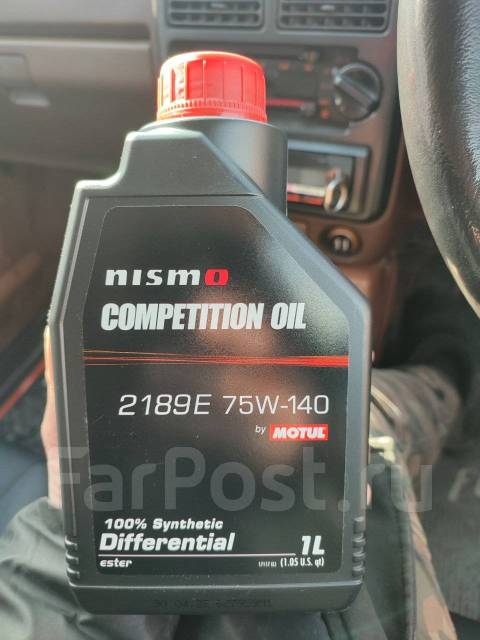 nismo
COMPETITION OIL
2189E 75W-140
by MOTUL
FarPost.ru
100% Synthetic
Differential 1L
ester (1.05 U.S. qt)